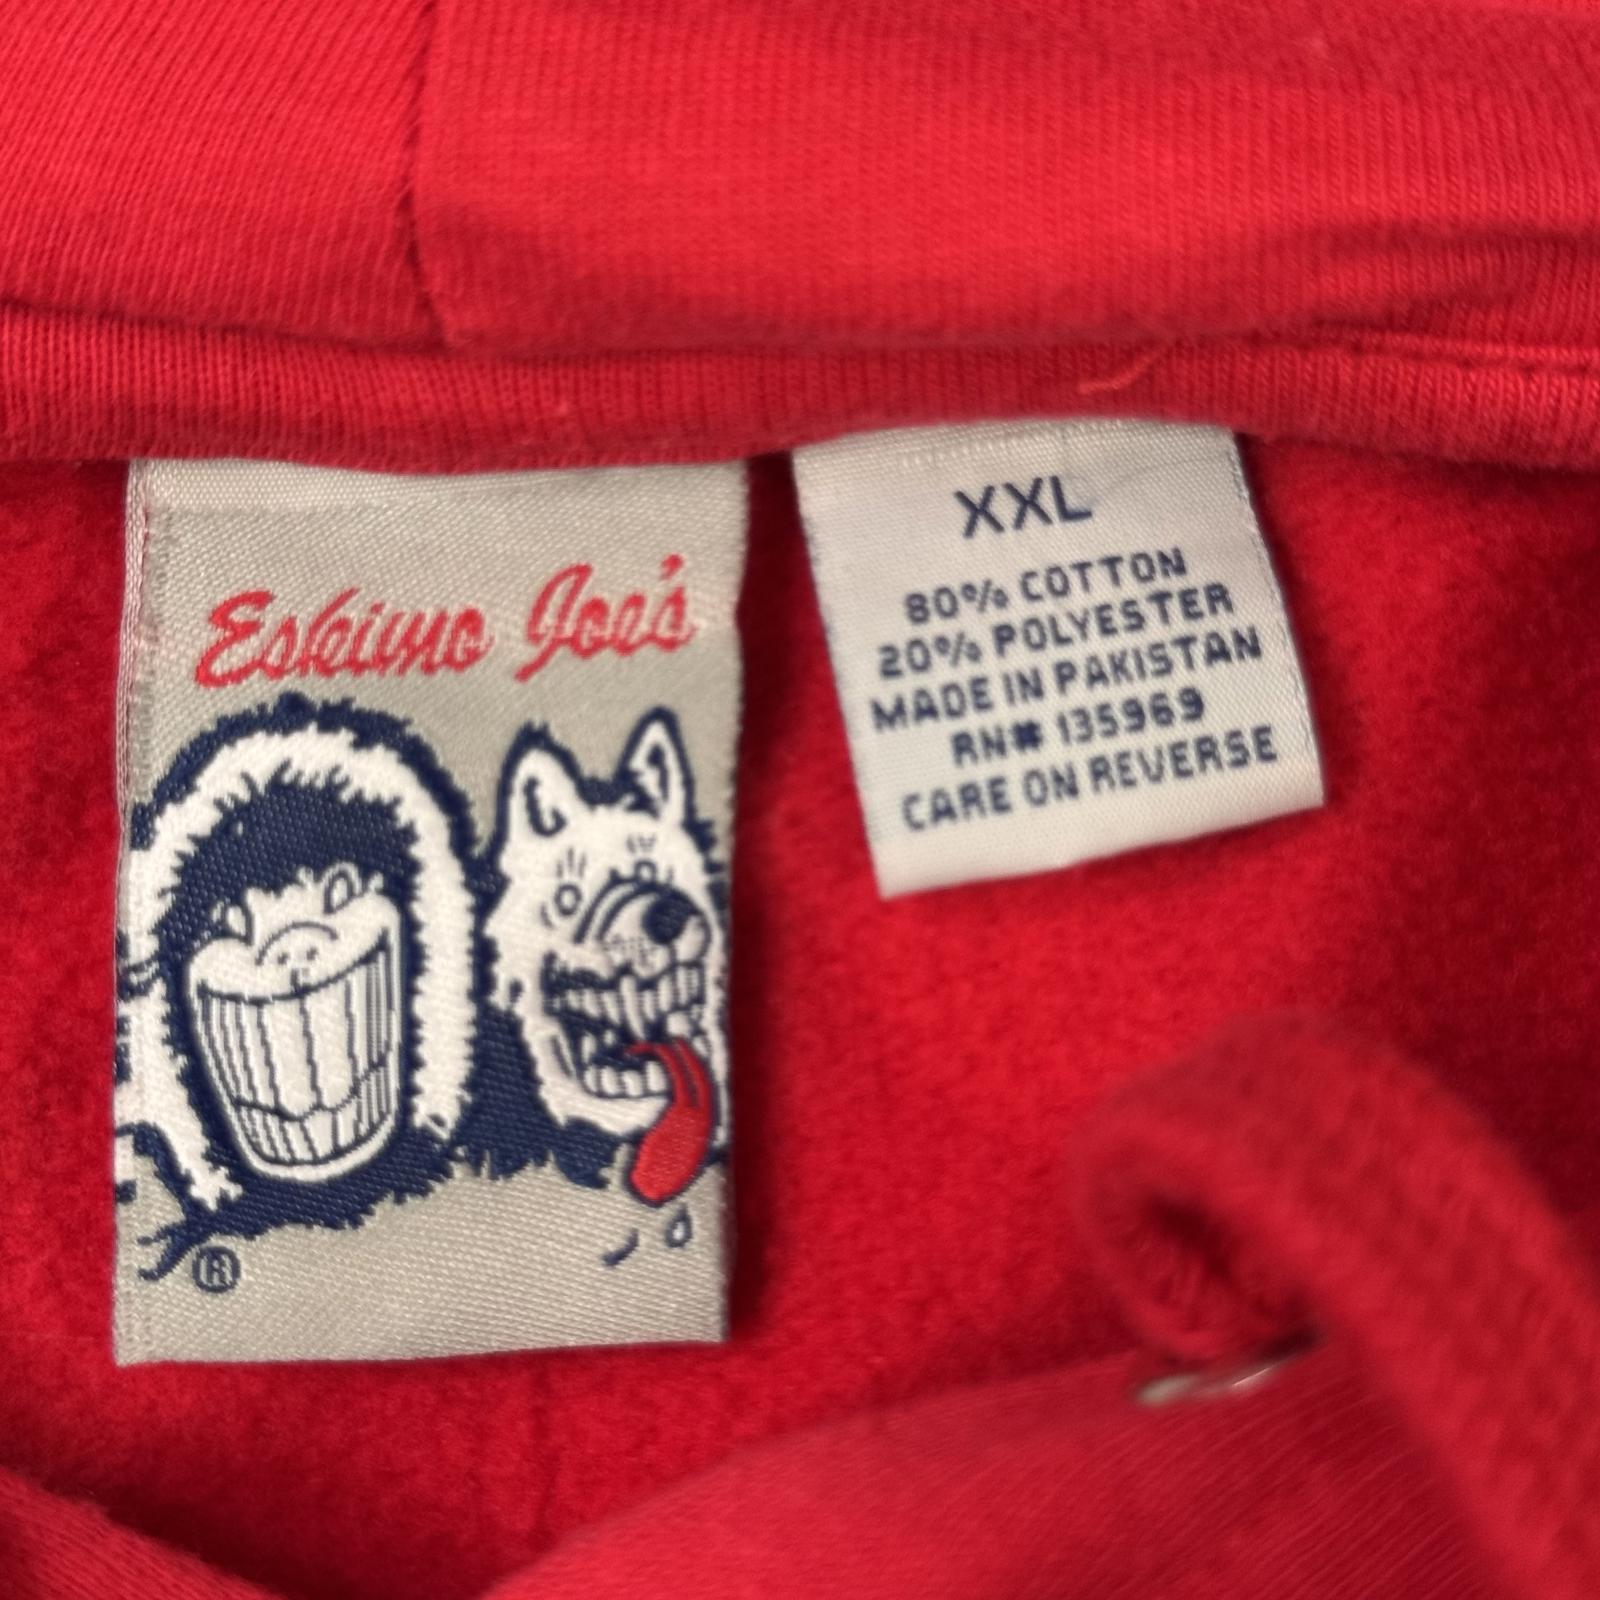 Eskimo Joe's
®
XXL
80% COTTON
20% POLYESTER
MADE IN PAKISTAN
RN# 135969
CARE ON REVERSE